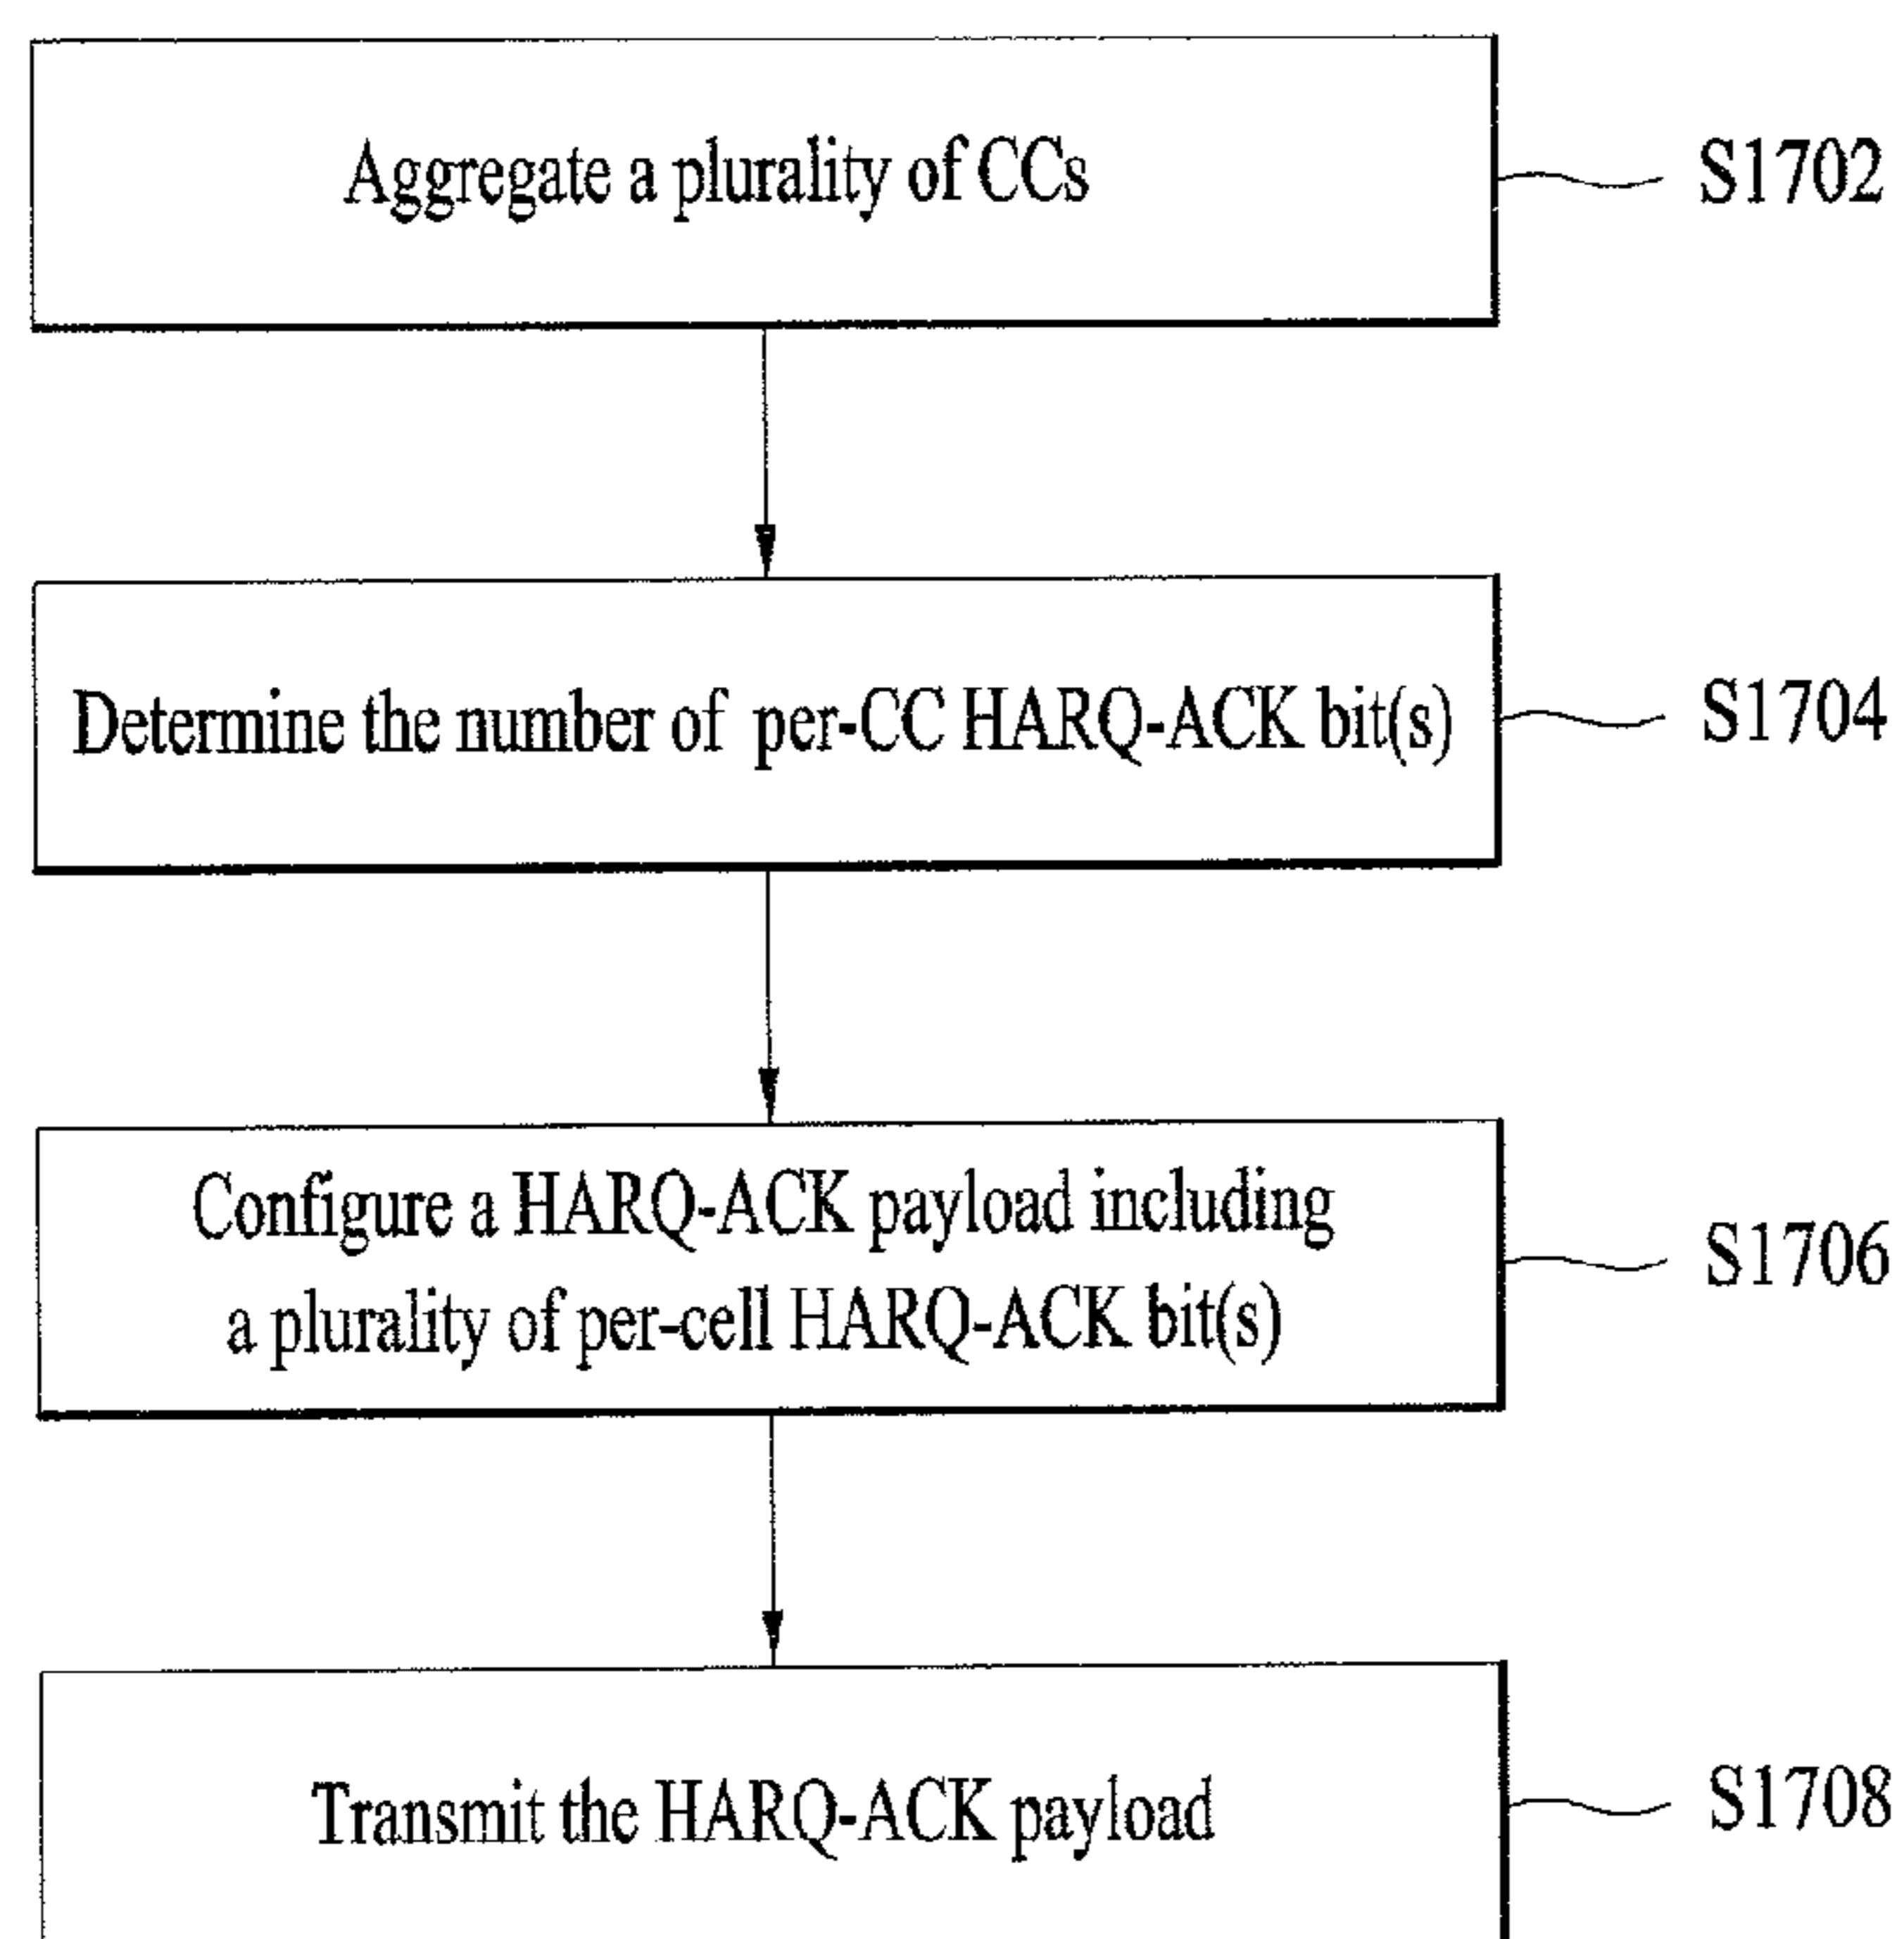 Aggregate a plurality of CCs
S1702
Determine the number of per-CC HARQ-ACK bit(s)
S1704
Configure a HARQ-ACK payload including
a plurality of per-cell HARQ-ACK bit(s)
S1706
Transmit the HARQ-ACK payload
S1708